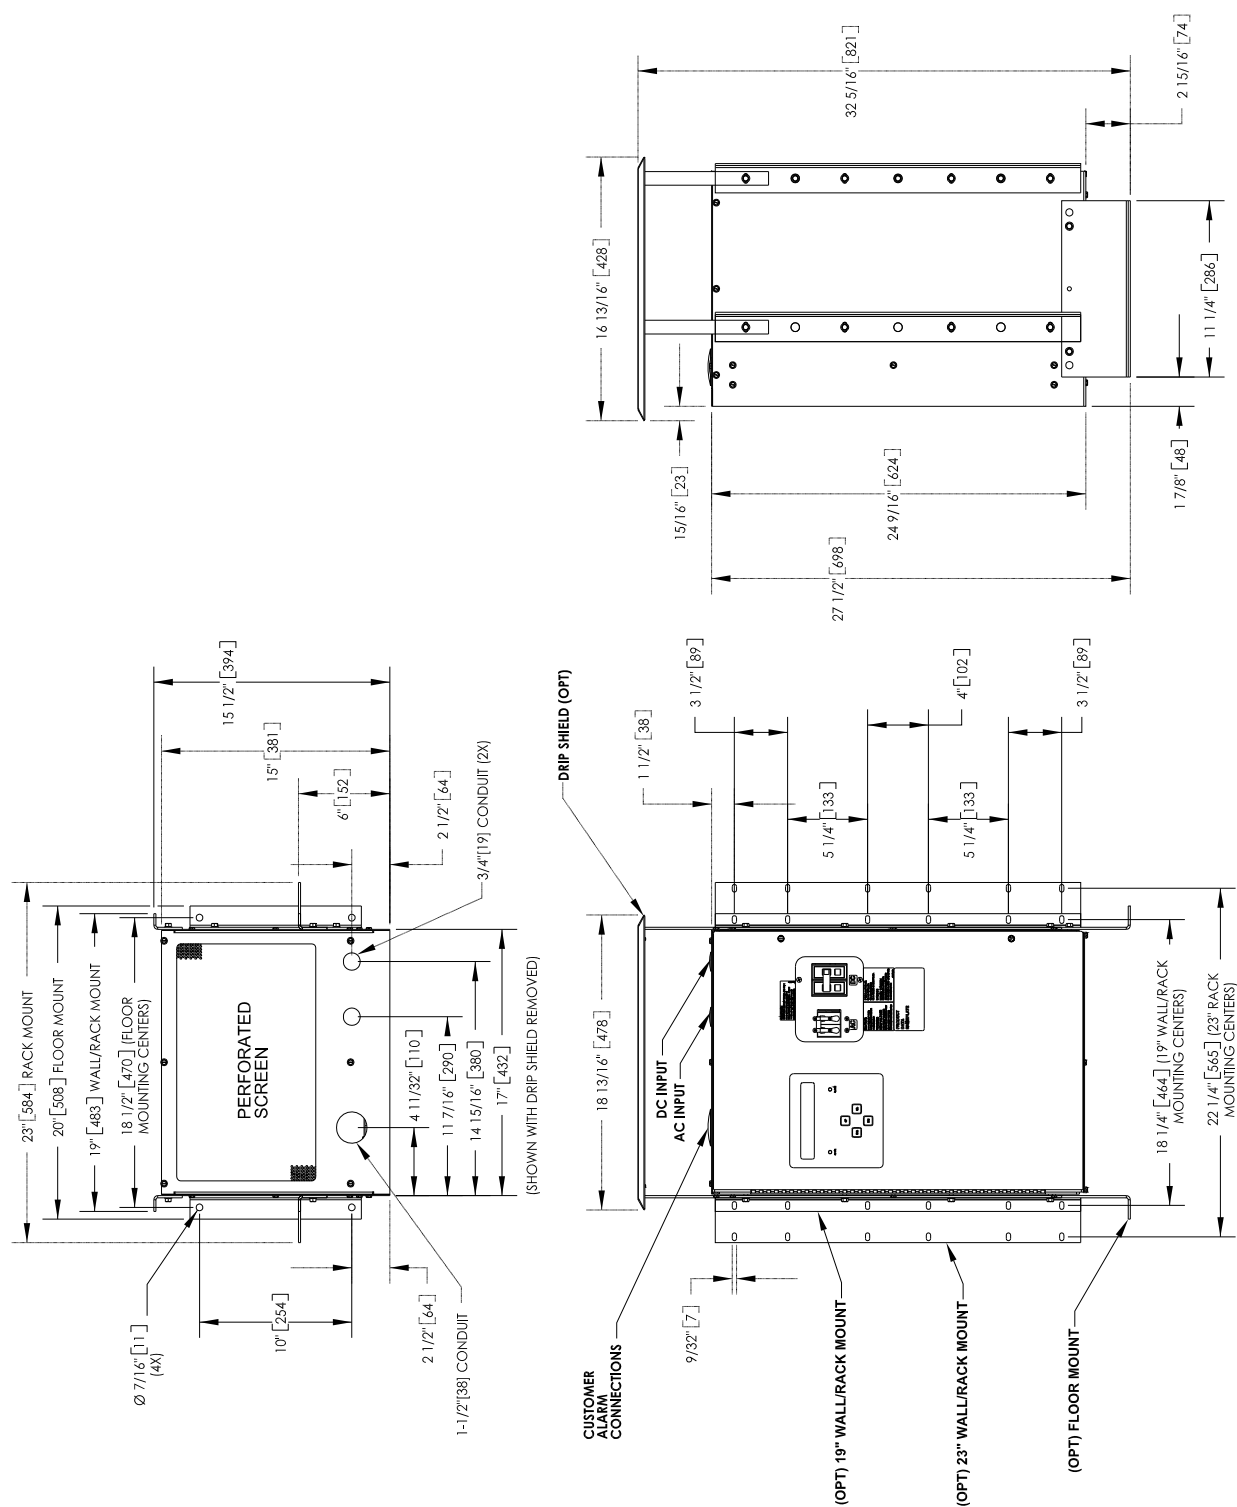 23" [584] RACK MOUNT
20" [508] FLOOR MOUNT
19" [483] WALL/RACK MOUNT
18 1/2" [470] (FLOOR
MOUNTING CENTERS)
Ø 7/16" [11]
(4X)
10" [254]
2 1/2" [64]
1-1/2"[38] CONDUIT
PERFORATED
SCREEN
4 11/32" [110]
11 7/16" [290]
14 15/16" [380]
17" [432]
(SHOWN WITH DRIP SHIELD REMOVED)
15 1/2" [394]
15" [381]
6" [152]
2 1/2" [64]
3/4"[19] CONDUIT (2X)
DRIP SHIELD (OPT)
18 13/16" [478]
DC INPUT
AC INPUT
CUSTOMER
ALARM
CONNECTIONS
9/32" [7]
(OPT) 19" WALL/RACK MOUNT
(OPT) 23" WALL/RACK MOUNT
(OPT) FLOOR MOUNT
1 1/2" [38]
3 1/2" [89]
5 1/4" [133]
4" [102]
5 1/4" [133]
3 1/2" [89]
DC
AC
18 1/4" [464] (19" WALL/RACK
MOUNTING CENTERS)
22 1/4" [565] (23" RACK
MOUNTING CENTERS)
32 5/16" [821]
2 15/16" [74]
16 13/16" [428]
15/16" [23]
11 1/4" [286]
1 7/8" [48]
24 9/16" [624]
27 1/2" [698]